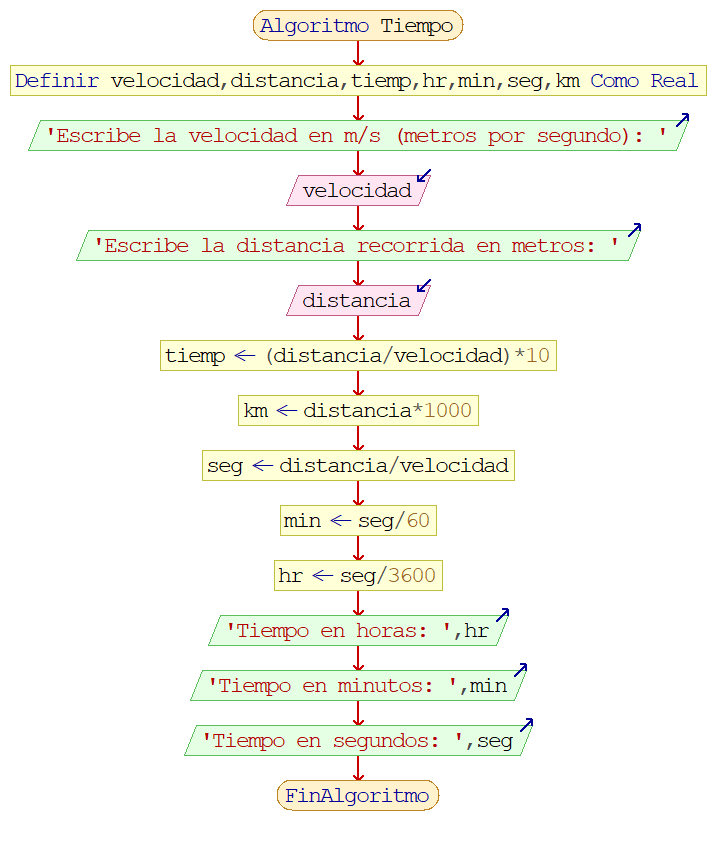 Algoritmo Tiempo
Definir velocidad,distancia,tiemp,hr,min,seg,km Como Real
'Escribe la velocidad en m/s (metros por segundo): '
velocidad
'Escribe la distancia recorrida en metros: '
distancia
tiemp ← (distancia/velocidad)*10
km ← distancia*1000
seg ← distancia/velocidad
min ← seg/60
hr ← seg/3600
'Tiempo en horas: ',hr
'Tiempo en minutos: ',min
'Tiempo en segundos: ',seg
FinAlgoritmo